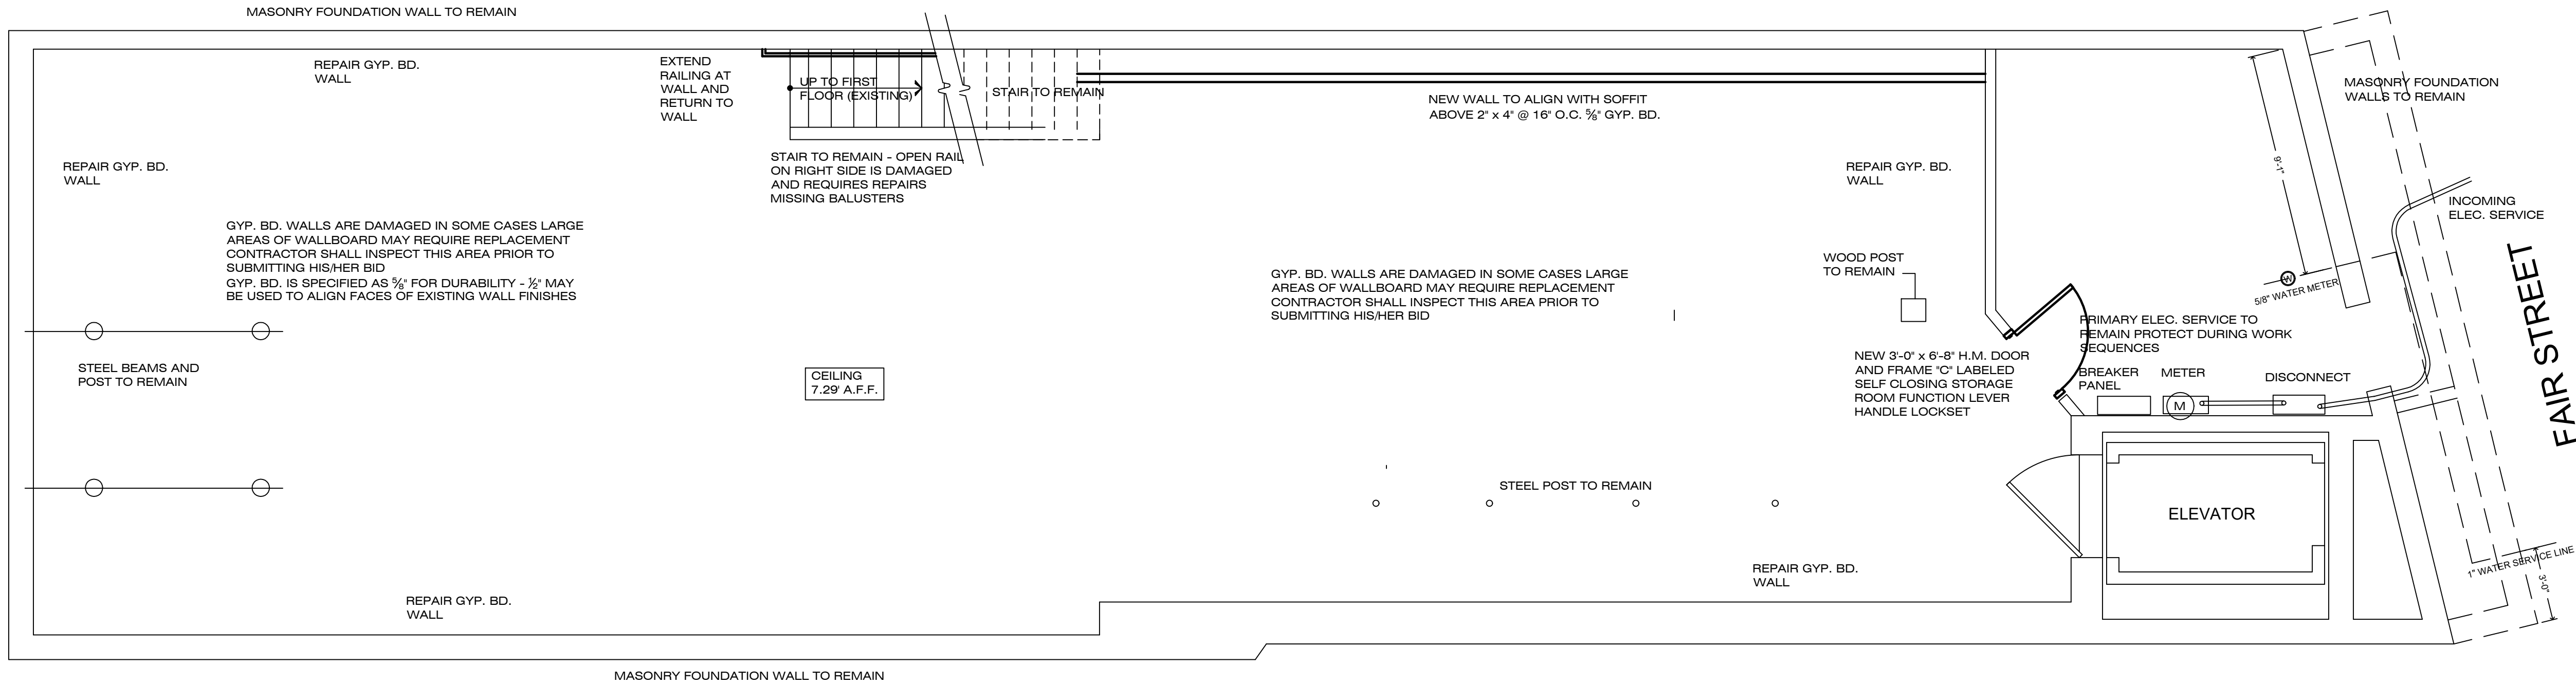 MASONRY FOUNDATION WALL TO REMAIN
REPAIR GYP. BD.
WALL
EXTEND
RAILING AT
WALL AND
RETURN TO
WALL
UP TO FIRST
FLOOR (EXISTING)
STAIR TO REMAIN
NEW WALL TO ALIGN WITH SOFFIT
ABOVE 2" x 4" @ 16" O.C. ⅝" GYP. BD.
MASONRY FOUNDATION
WALLS TO REMAIN
REPAIR GYP. BD.
WALL
STAIR TO REMAIN - OPEN RAIL
ON RIGHT SIDE IS DAMAGED
AND REQUIRES REPAIRS
MISSING BALUSTERS
REPAIR GYP. BD.
WALL
9'-1"
INCOMING
ELEC. SERVICE
GYP. BD. WALLS ARE DAMAGED IN SOME CASES LARGE
AREAS OF WALLBOARD MAY REQUIRE REPLACEMENT
CONTRACTOR SHALL INSPECT THIS AREA PRIOR TO
SUBMITTING HIS/HER BID
GYP. BD. IS SPECIFIED AS ⅝" FOR DURABILITY - ½" MAY
BE USED TO ALIGN FACES OF EXISTING WALL FINISHES
GYP. BD. WALLS ARE DAMAGED IN SOME CASES LARGE
AREAS OF WALLBOARD MAY REQUIRE REPLACEMENT
CONTRACTOR SHALL INSPECT THIS AREA PRIOR TO
SUBMITTING HIS/HER BID
WOOD POST
TO REMAIN
W
5/8" WATER METER
FAIR STREET
PRIMARY ELEC. SERVICE TO
REMAIN PROTECT DURING WORK
SEQUENCES
STEEL BEAMS AND
POST TO REMAIN
CEILING
7.29' A.F.F.
NEW 3'-0" x 6'-8" H.M. DOOR
AND FRAME "C" LABELED
SELF CLOSING STORAGE
ROOM FUNCTION LEVER
HANDLE LOCKSET
BREAKER
PANEL
METER
M
DISCONNECT
STEEL POST TO REMAIN
ELEVATOR
REPAIR GYP. BD.
WALL
1" WATER SERVICE LINE
3'-0"
REPAIR GYP. BD.
WALL
MASONRY FOUNDATION WALL TO REMAIN